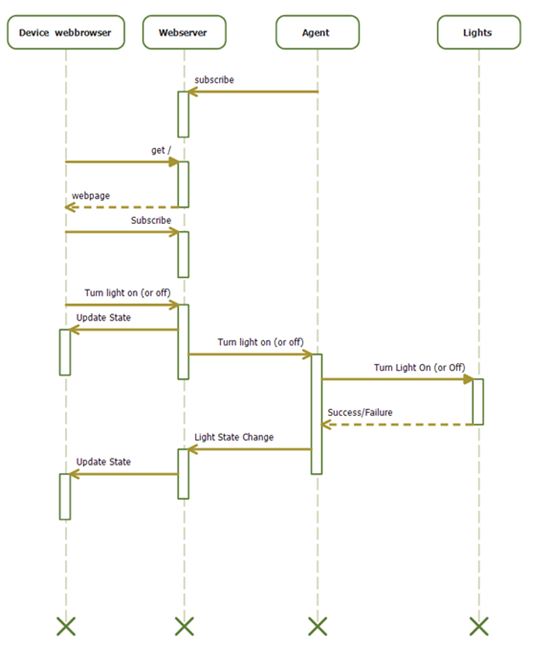 Device webbrowser
Webserver
Agent
Lights
subscribe
get /
webpage
Subscribe
Turn light on (or off)
Update State
Turn light on (or off)
Turn Light On (or Off)
Success/Failure
Light State Change
Update State